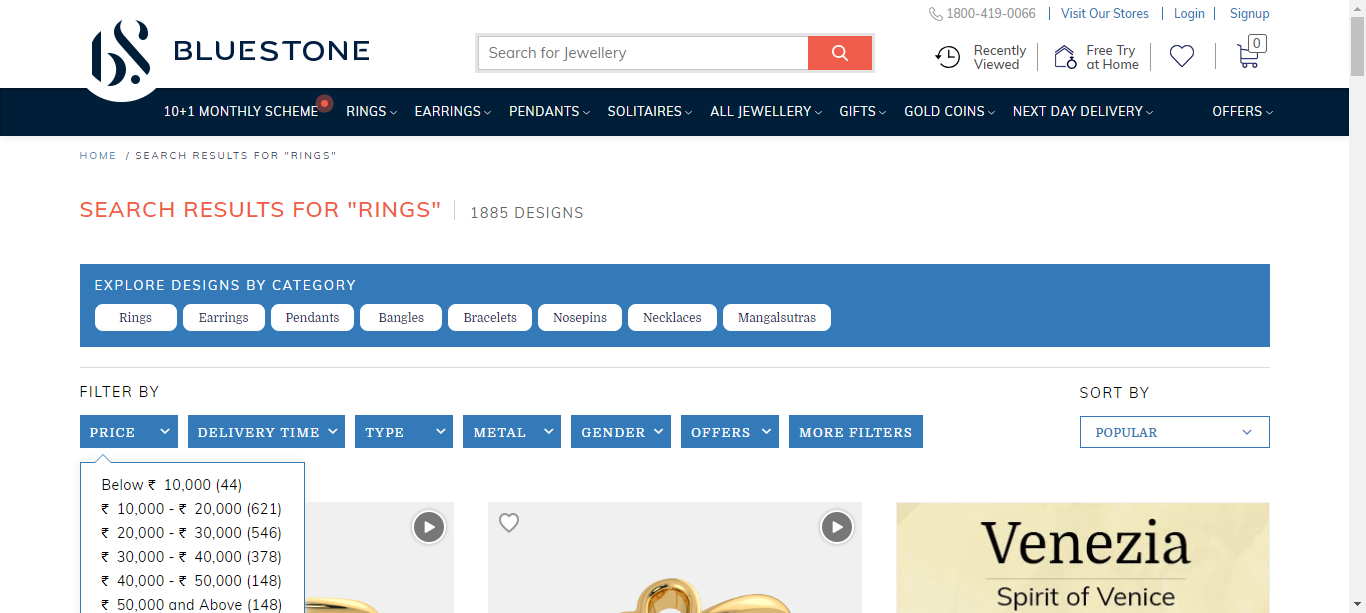 1800-419-0066 | Visit Our Stores | Login | Signup
BLUESTONE
Search for Jewellery
Recently Viewed
Free Try at Home
0
10+1 MONTHLY SCHEME RINGS EARRINGS PENDANTS SOLITAIRES ALL JEWELLERY GIFTS GOLD COINS NEXT DAY DELIVERY OFFERS
HOME / SEARCH RESULTS FOR "RINGS"
SEARCH RESULTS FOR "RINGS" | 1885 DESIGNS
EXPLORE DESIGNS BY CATEGORY
Rings Earrings Pendants Bangles Bracelets Nosepins Necklaces Mangalsutras
FILTER BY
SORT BY
PRICE DELIVERY TIME TYPE METAL GENDER OFFERS MORE FILTERS
POPULAR
Below ₹ 10,000 (44)
₹ 10,000 - ₹ 20,000 (621)
₹ 20,000 - ₹ 30,000 (546)
₹ 30,000 - ₹ 40,000 (378)
₹ 40,000 - ₹ 50,000 (148)
₹ 50,000 and Above (148)
Venezia
Spirit of Venice